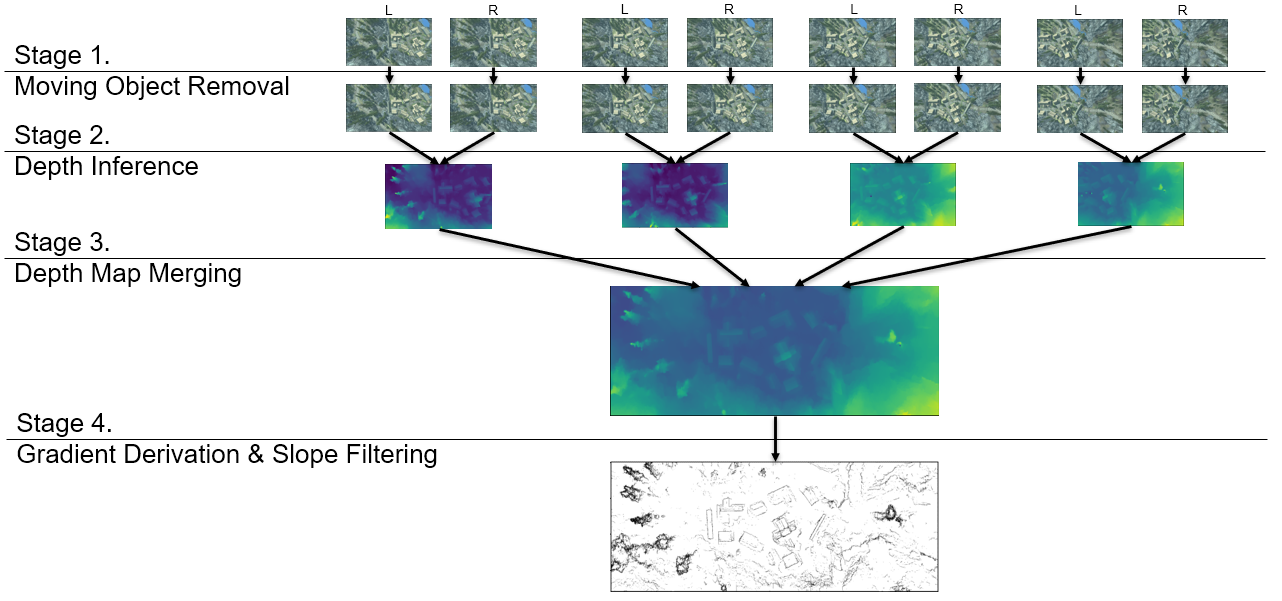 L R L R L R L R
Stage 1.
Moving Object Removal
Stage 2.
Depth Inference
Stage 3.
Depth Map Merging
Stage 4.
Gradient Derivation & Slope Filtering